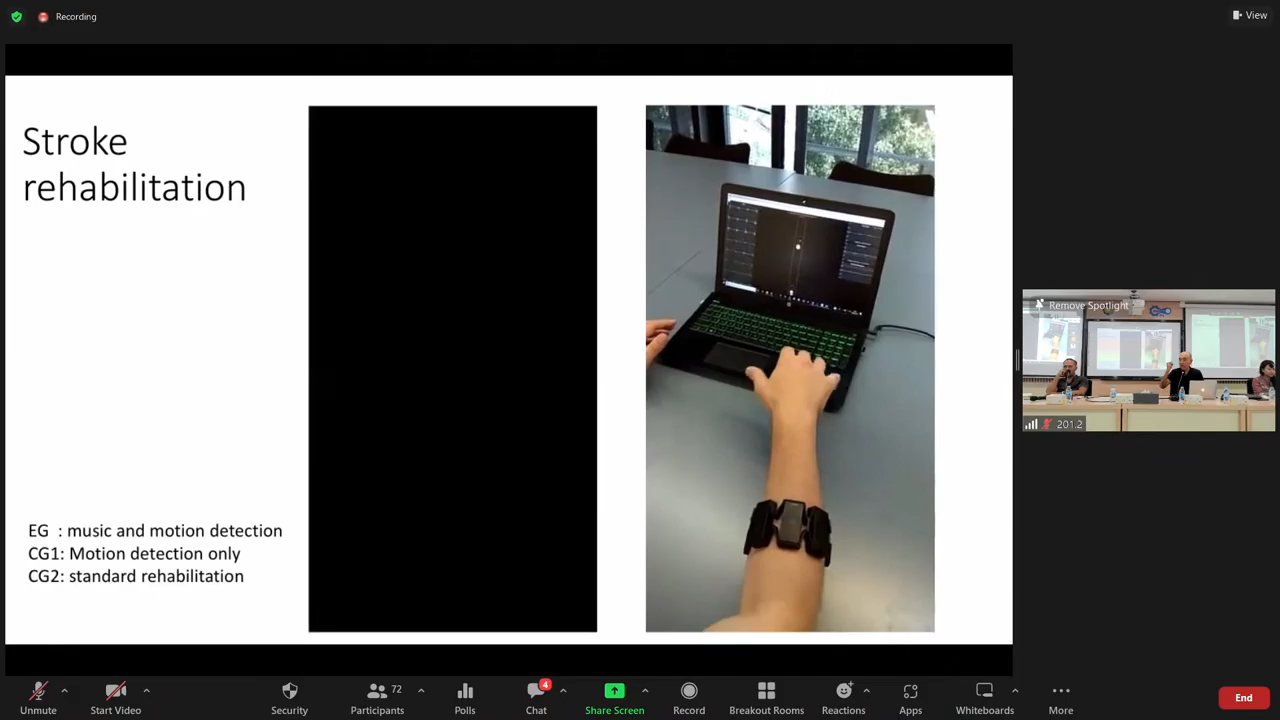 Recording
View
Stroke
rehabilitation
EG : music and motion detection
CG1: Motion detection only
CG2: standard rehabilitation
Remove Spotlight
201.2
Unmute
Start Video
Security
72
Participants
Polls
4
Chat
Share Screen
Record
Breakout Rooms
Reactions
Apps
Whiteboards
More
End